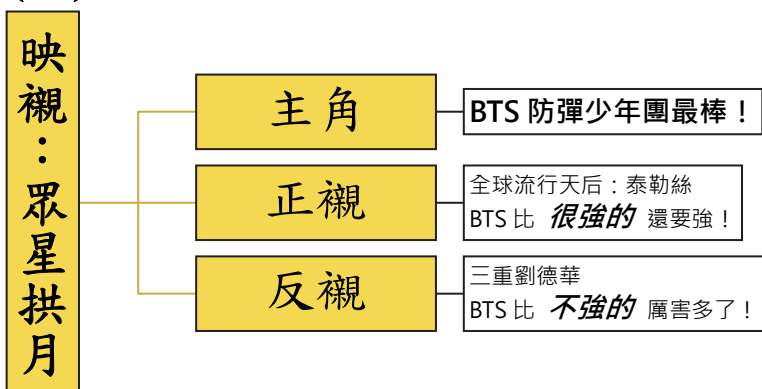 映襯：眾星拱月
主角
BTS 防彈少年團最棒！
正襯
全球流行天后：泰勒絲
BTS 比 很強的 還要強！
反襯
三重劉德華
BTS 比 不強的 厲害多了！